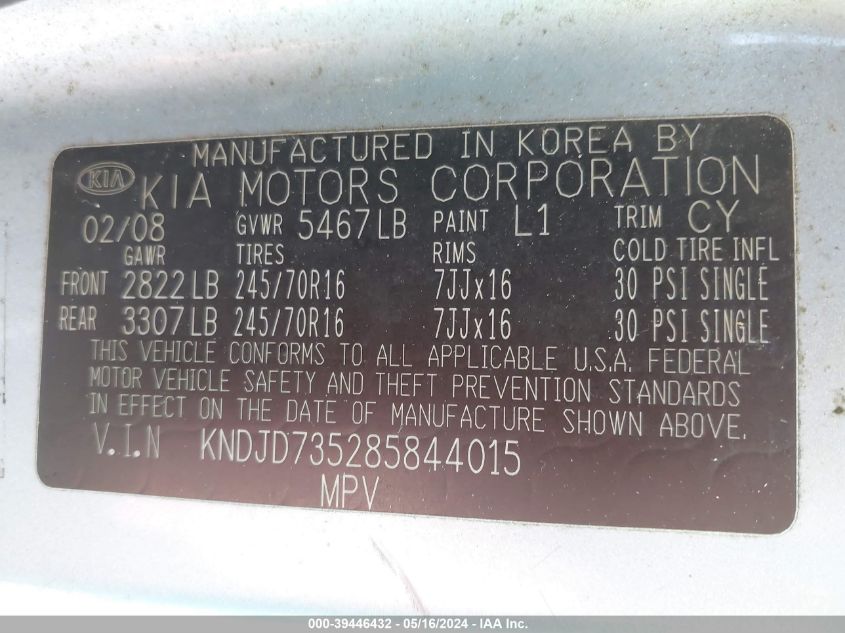 MANUFACTURED IN KOREA BY
KIA KIA MOTORS CORPORATION
02/08 GVWR 5467LB PAINT L1 TRIM CY
GAWR TIRES RIMS COLD TIRE INFL
FRONT 2822LB 245/70R16 7JJx16 30 PSI SINGLE
REAR 3307LB 245/70R16 7JJx16 30 PSI SINGLE
THIS VEHICLE CONFORMS TO ALL APPLICABLE U.S.A. FEDERAL
MOTOR VEHICLE SAFETY AND THEFT PREVENTION STANDARDS
IN EFFECT ON THE DATE OF MANUFACTURE SHOWN ABOVE.
V.I.N KNDJD735285844015
MPV
000-39446432 - 05/16/2024 - IAA Inc.